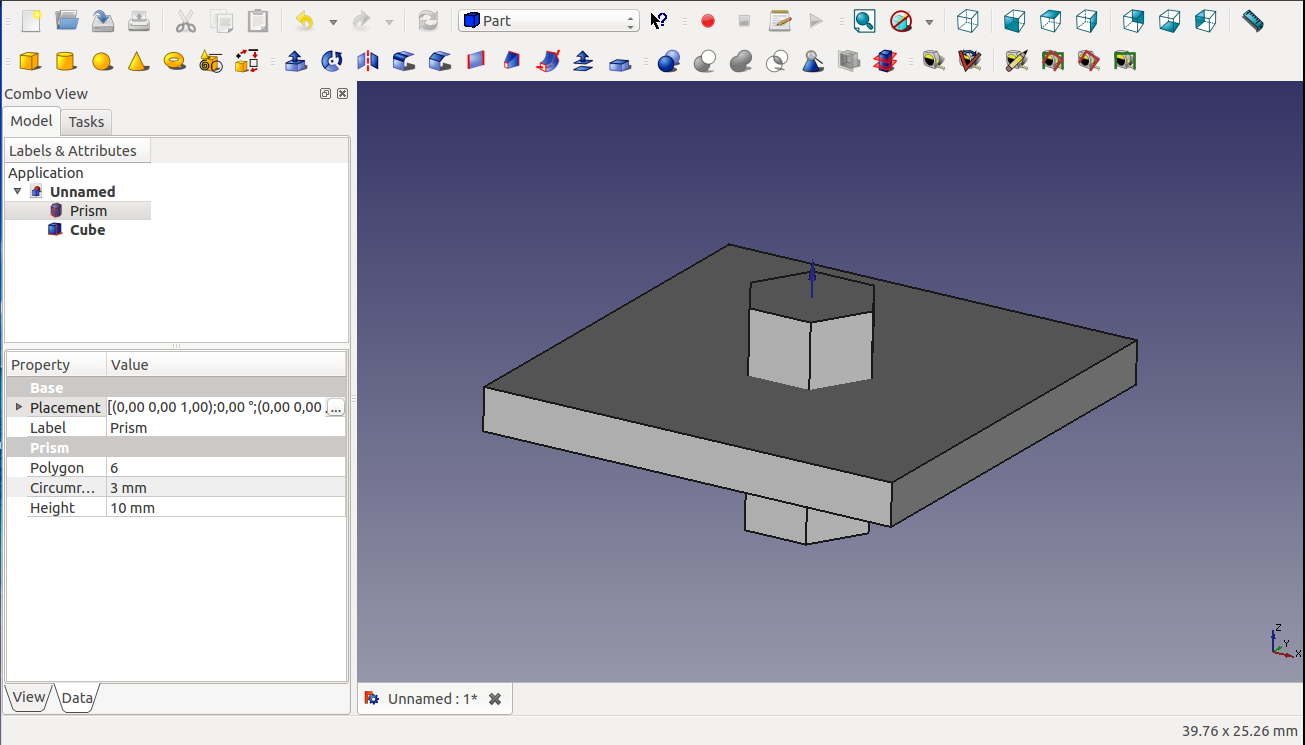 Part
Combo View
Model Tasks
Labels & Attributes
Application
Unnamed
Prism
Cube
Property Value
Base
Placement [(0,00 0,00 1,00);0,00 °;(0,00 0,00 ...
Label Prism
Prism
Polygon 6
Circumr... 3 mm
Height 10 mm
Z
Y
X
View Data
Unnamed : 1*
39.76 x 25.26 mm